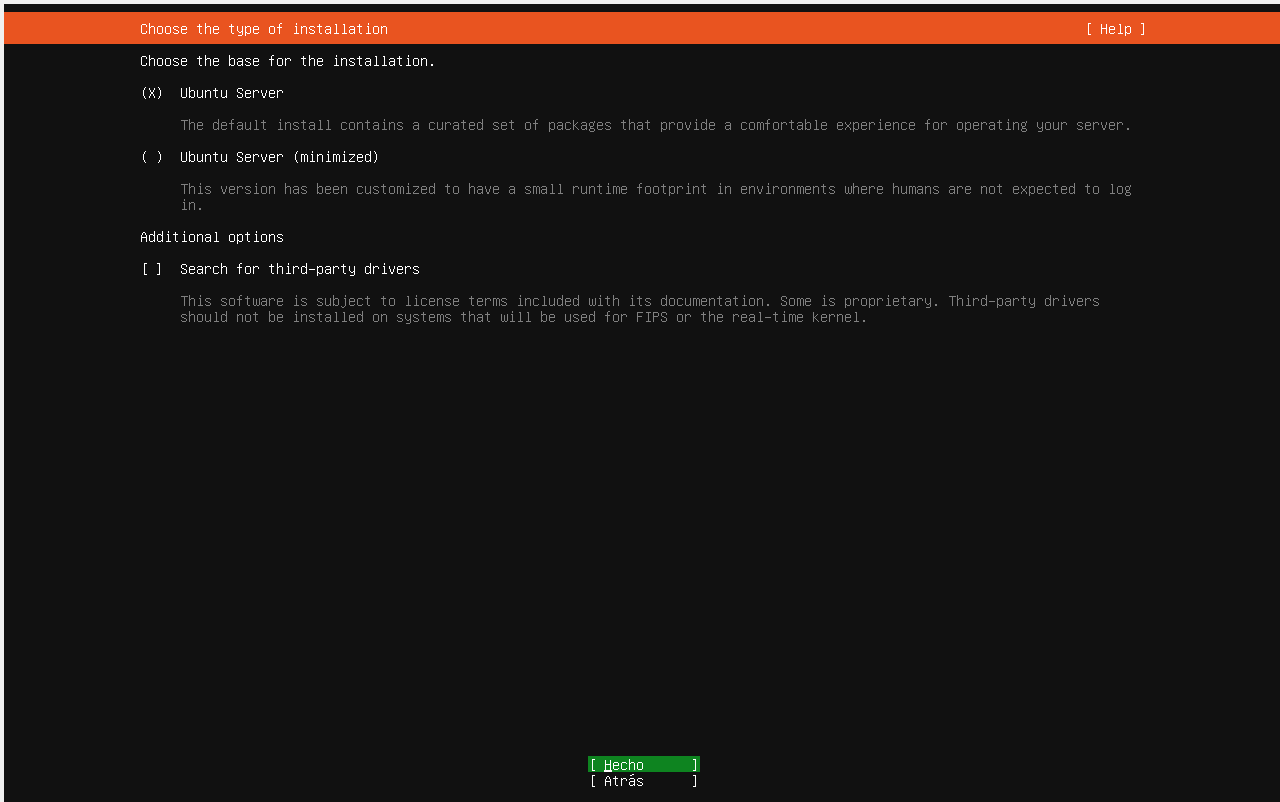 Choose the type of installation [ Help ]
Choose the base for the installation.
(X) Ubuntu Server
The default install contains a curated set of packages that provide a comfortable experience for operating your server.
( ) Ubuntu Server (minimized)
This version has been customized to have a small runtime footprint in environments where humans are not expected to log
in.
Additional options
[ ] Search for third-party drivers
This software is subject to license terms included with its documentation. Some is proprietary. Third-party drivers
should not be installed on systems that will be used for FIPS or the real-time kernel.
[ Hecho ]
[ Atrás ]